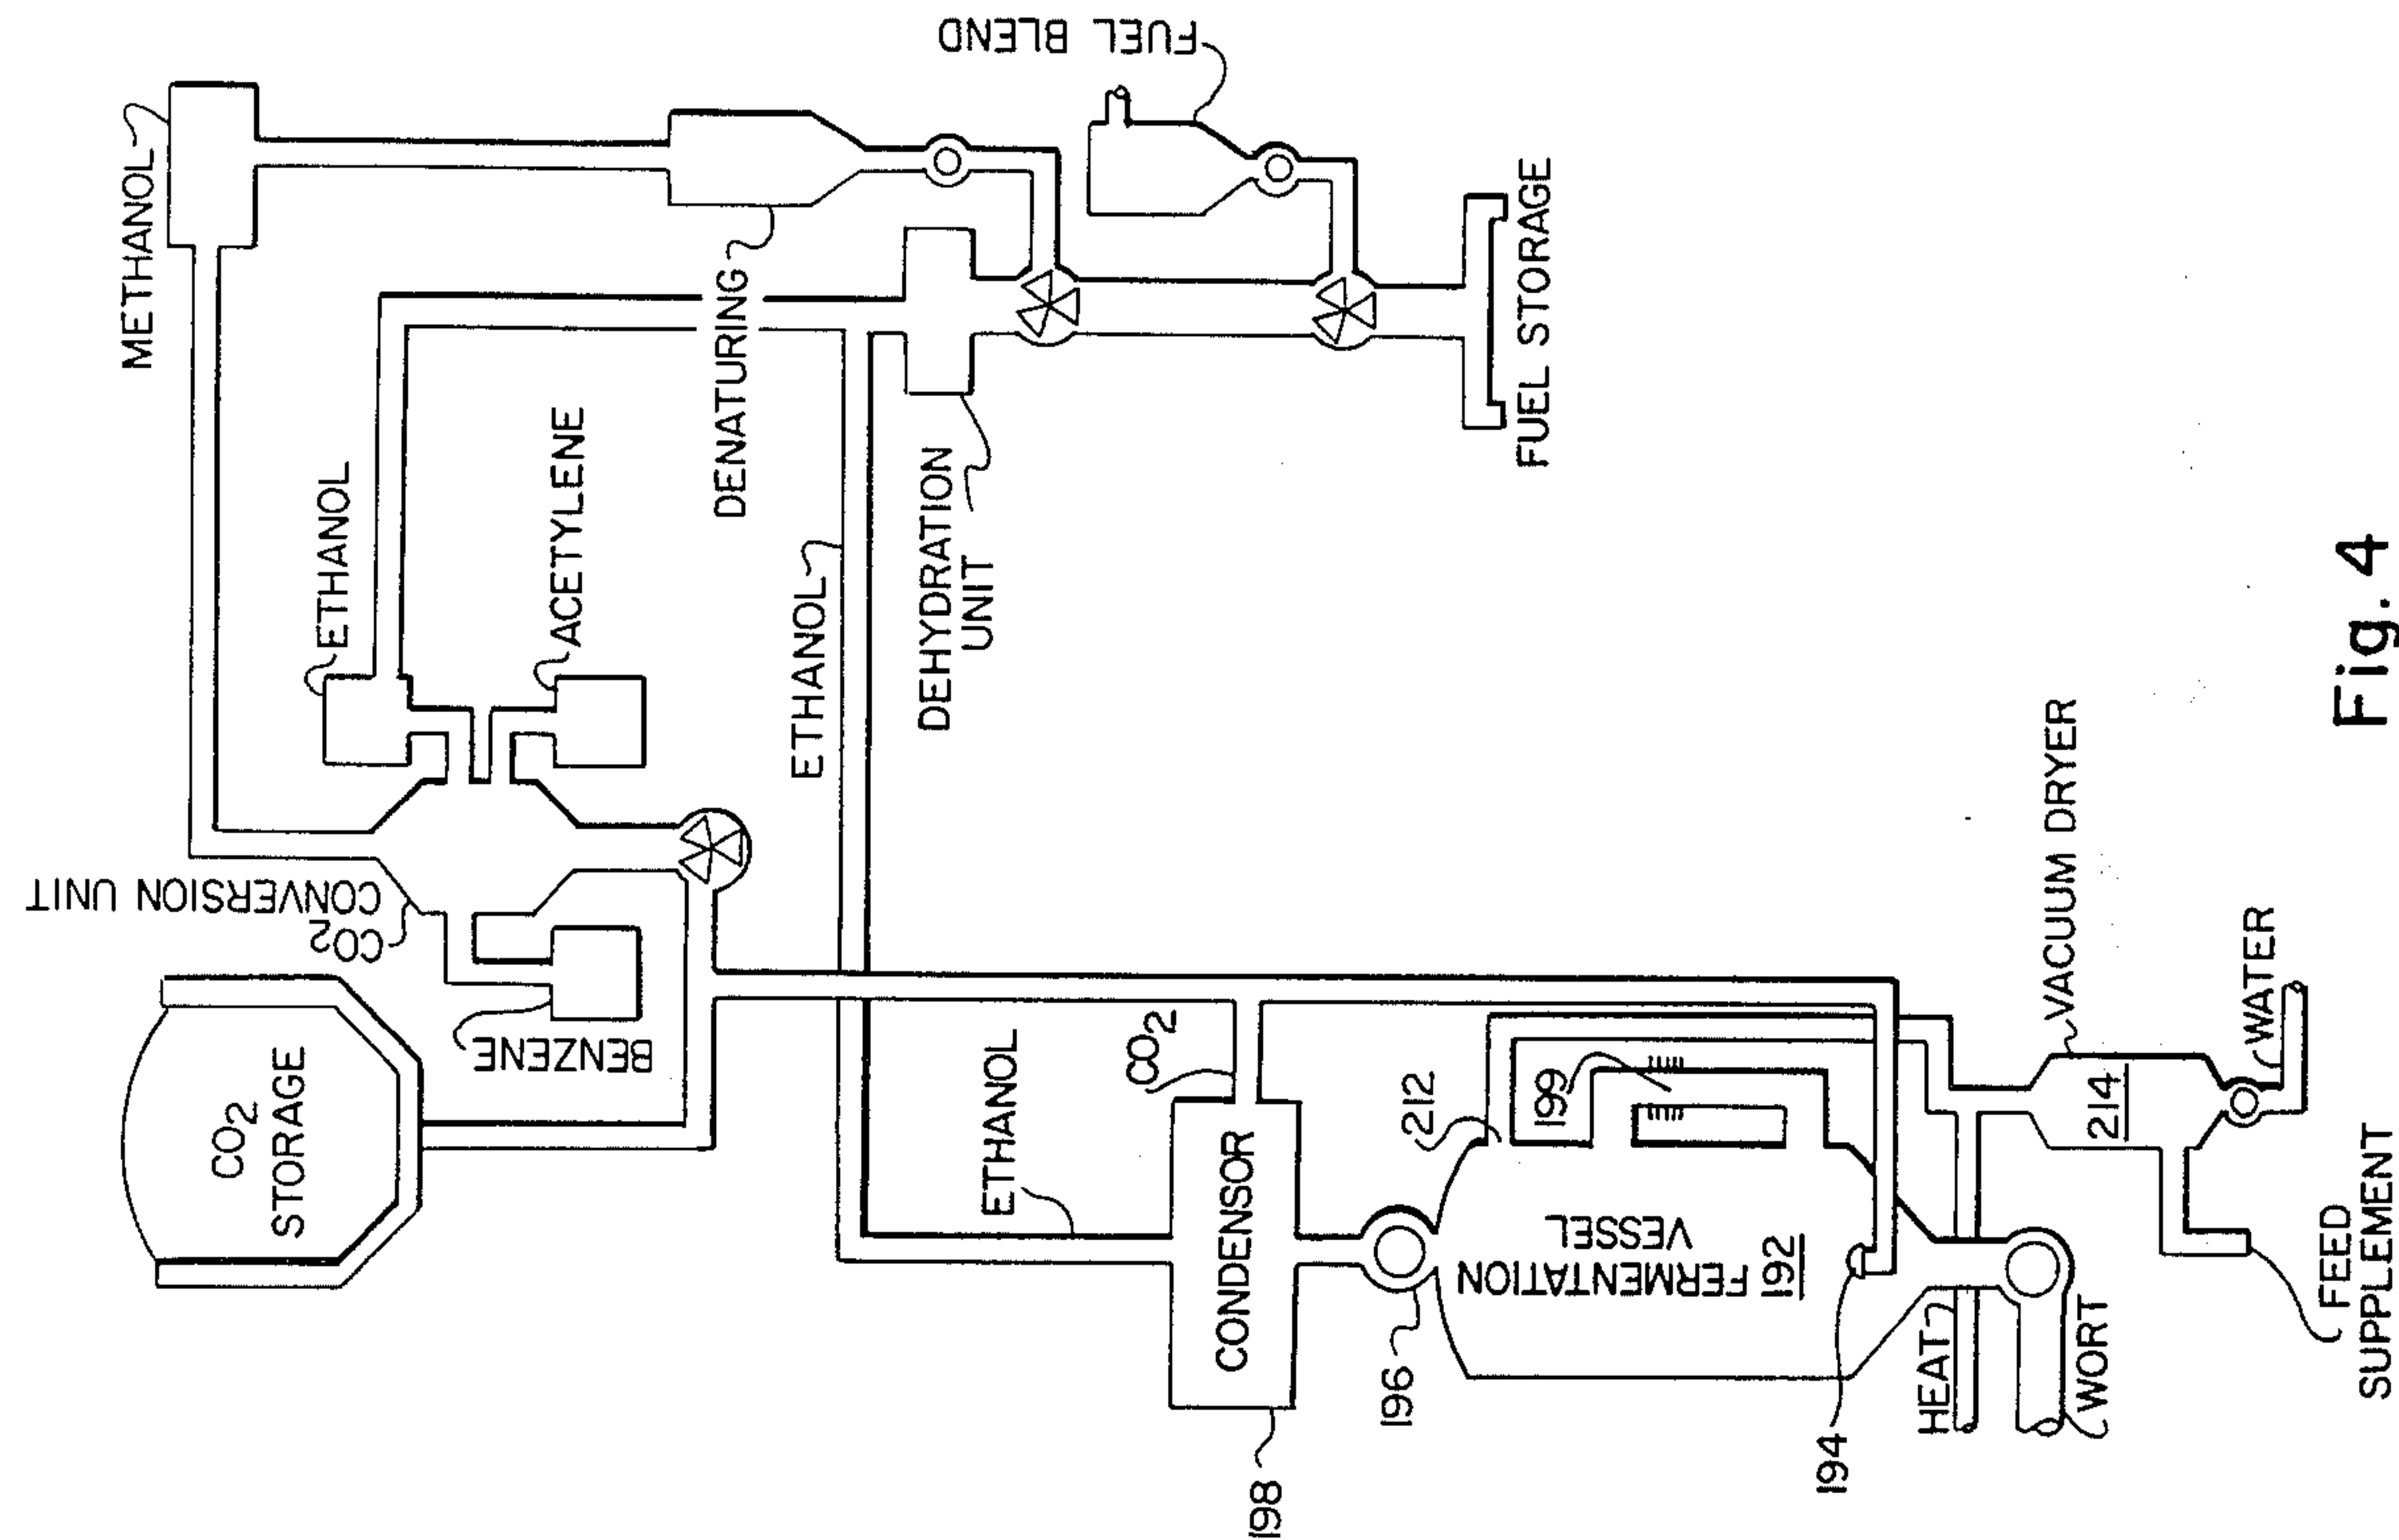 METHANOL
FUEL BLEND
ETHANOL
ACETYLENE
DENATURING
CO2
CONVERSION UNIT
CO2
STORAGE
BENZENE
ETHANOL
DEHYDRATION
UNIT
FUEL STORAGE
ETHANOL
CO2
CONDENSOR
198
196
212
199
FERMENTATION
VESSEL
192
194
HEAT
WORT
VACUUM DRYER
214
WATER
FEED
SUPPLEMENT
Fig. 4